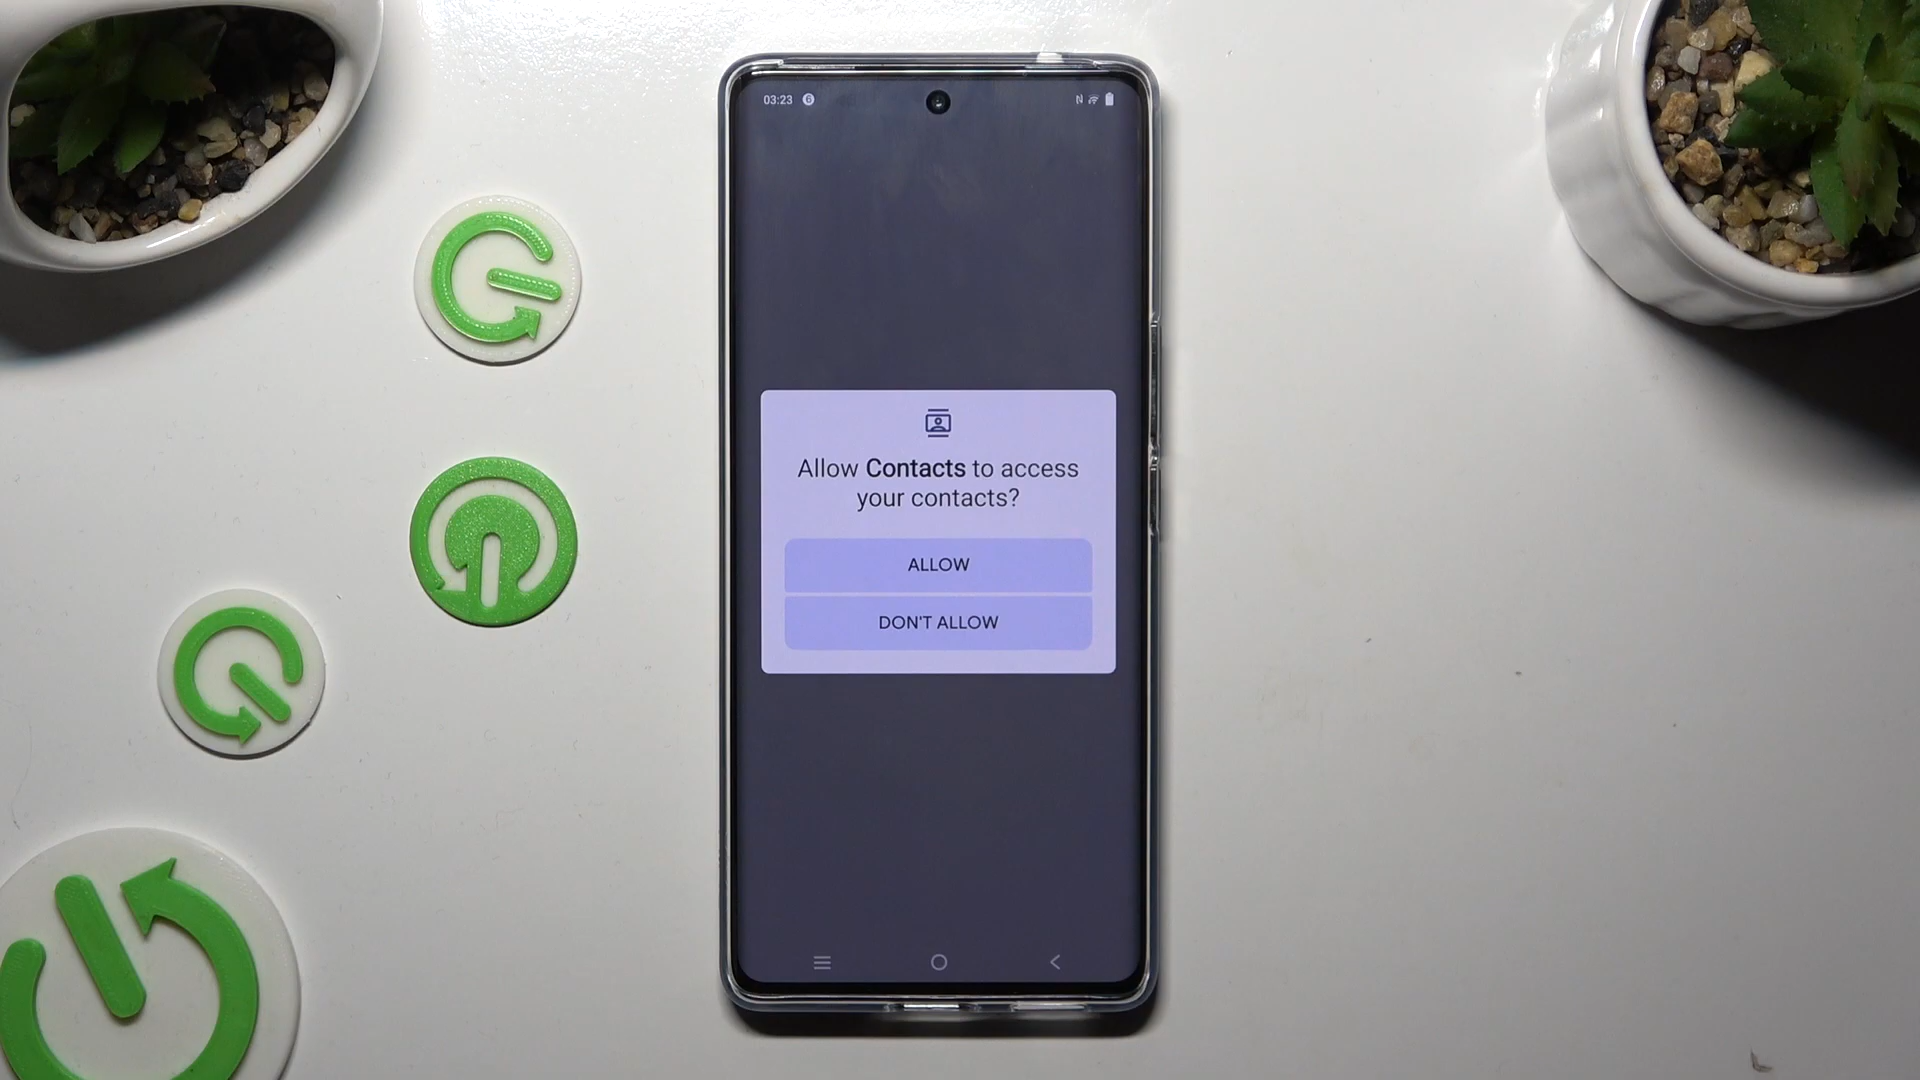 03:23
Allow Contacts to access
your contacts?
ALLOW
DON'T ALLOW